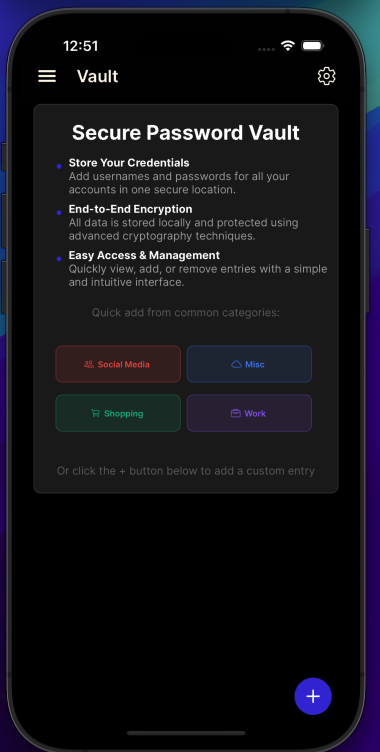 12:51
Vault
Secure Password Vault
Store Your Credentials
Add usernames and passwords for all your
accounts in one secure location.
End-to-End Encryption
All data is stored locally and protected using
advanced cryptography techniques.
Easy Access & Management
Quickly view, add, or remove entries with a simple
and intuitive interface.
Quick add from common categories:
Social Media
Misc
Shopping
Work
Or click the + button below to add a custom entry
+